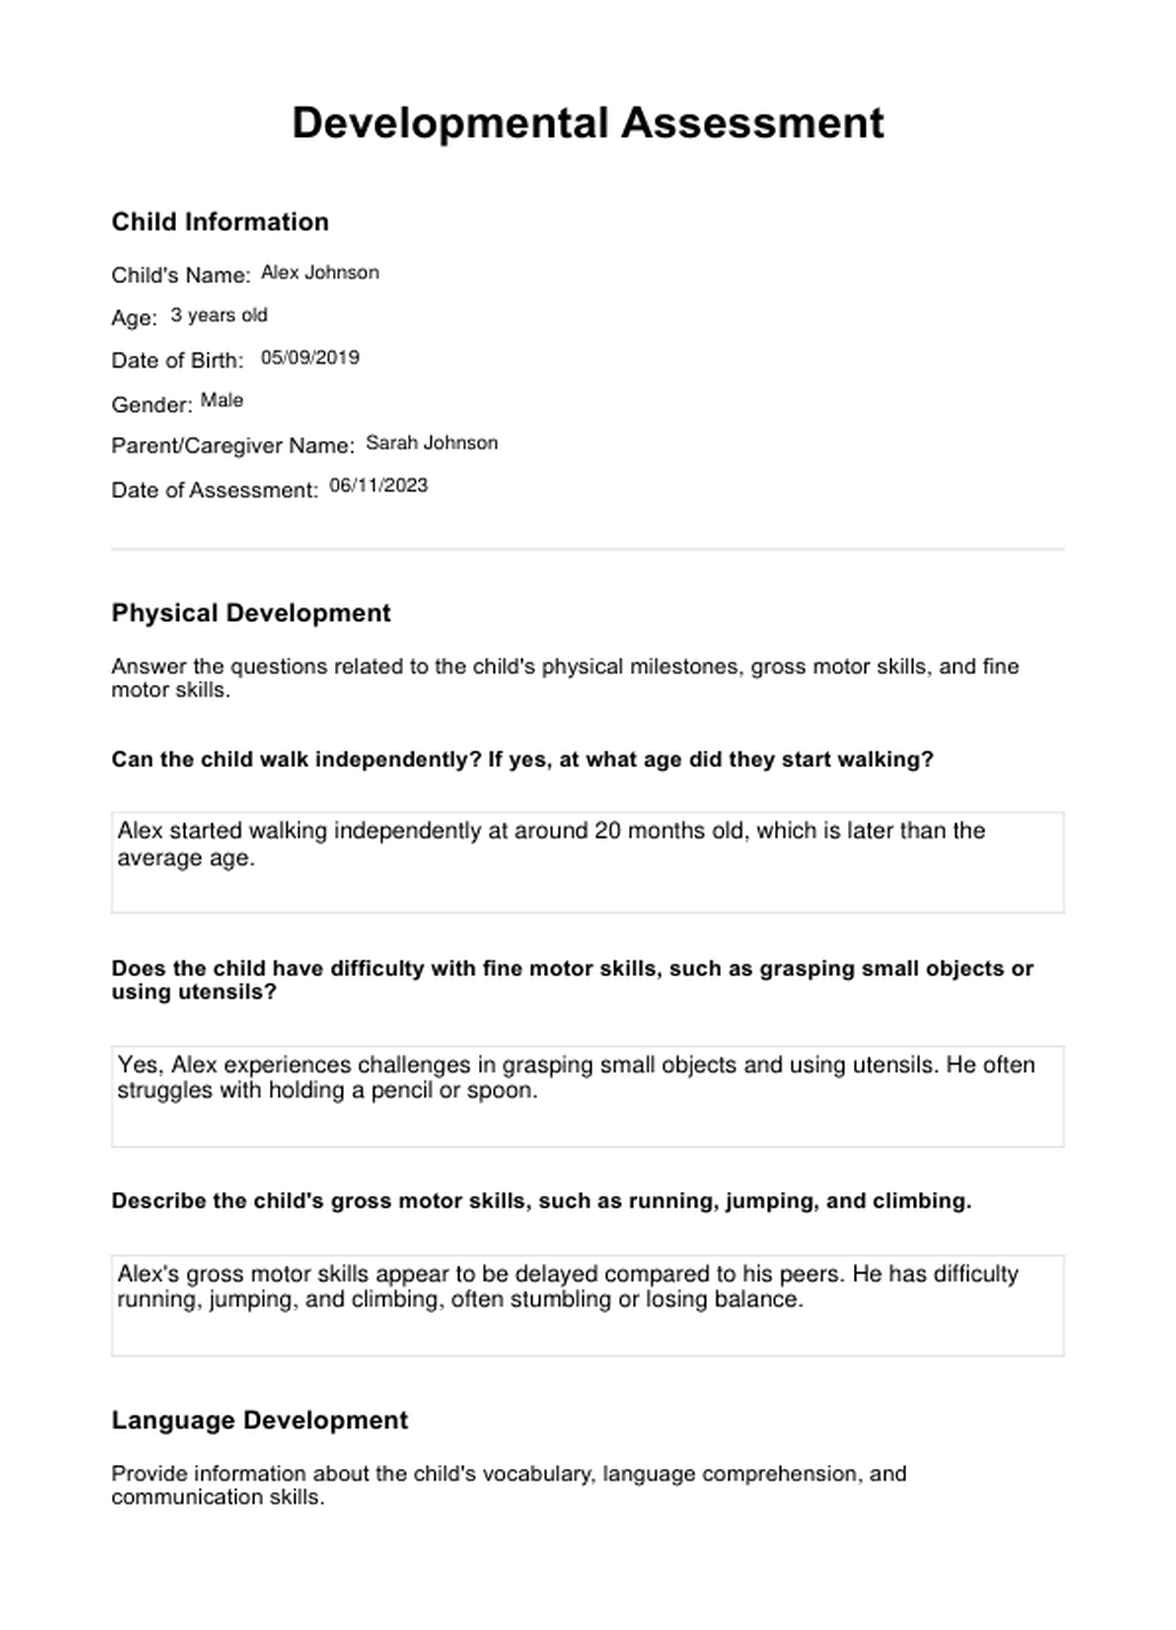 Developmental Assessment
Child Information
Child's Name: Alex Johnson
Age: 3 years old
Date of Birth: 05/09/2019
Gender: Male
Parent/Caregiver Name: Sarah Johnson
Date of Assessment: 06/11/2023
Physical Development
Answer the questions related to the child's physical milestones, gross motor skills, and fine
motor skills.
Can the child walk independently? If yes, at what age did they start walking?
Alex started walking independently at around 20 months old, which is later than the
average age.
Does the child have difficulty with fine motor skills, such as grasping small objects or
using utensils?
Yes, Alex experiences challenges in grasping small objects and using utensils. He often
struggles with holding a pencil or spoon.
Describe the child's gross motor skills, such as running, jumping, and climbing.
Alex's gross motor skills appear to be delayed compared to his peers. He has difficulty
running, jumping, and climbing, often stumbling or losing balance.
Language Development
Provide information about the child's vocabulary, language comprehension, and
communication skills.